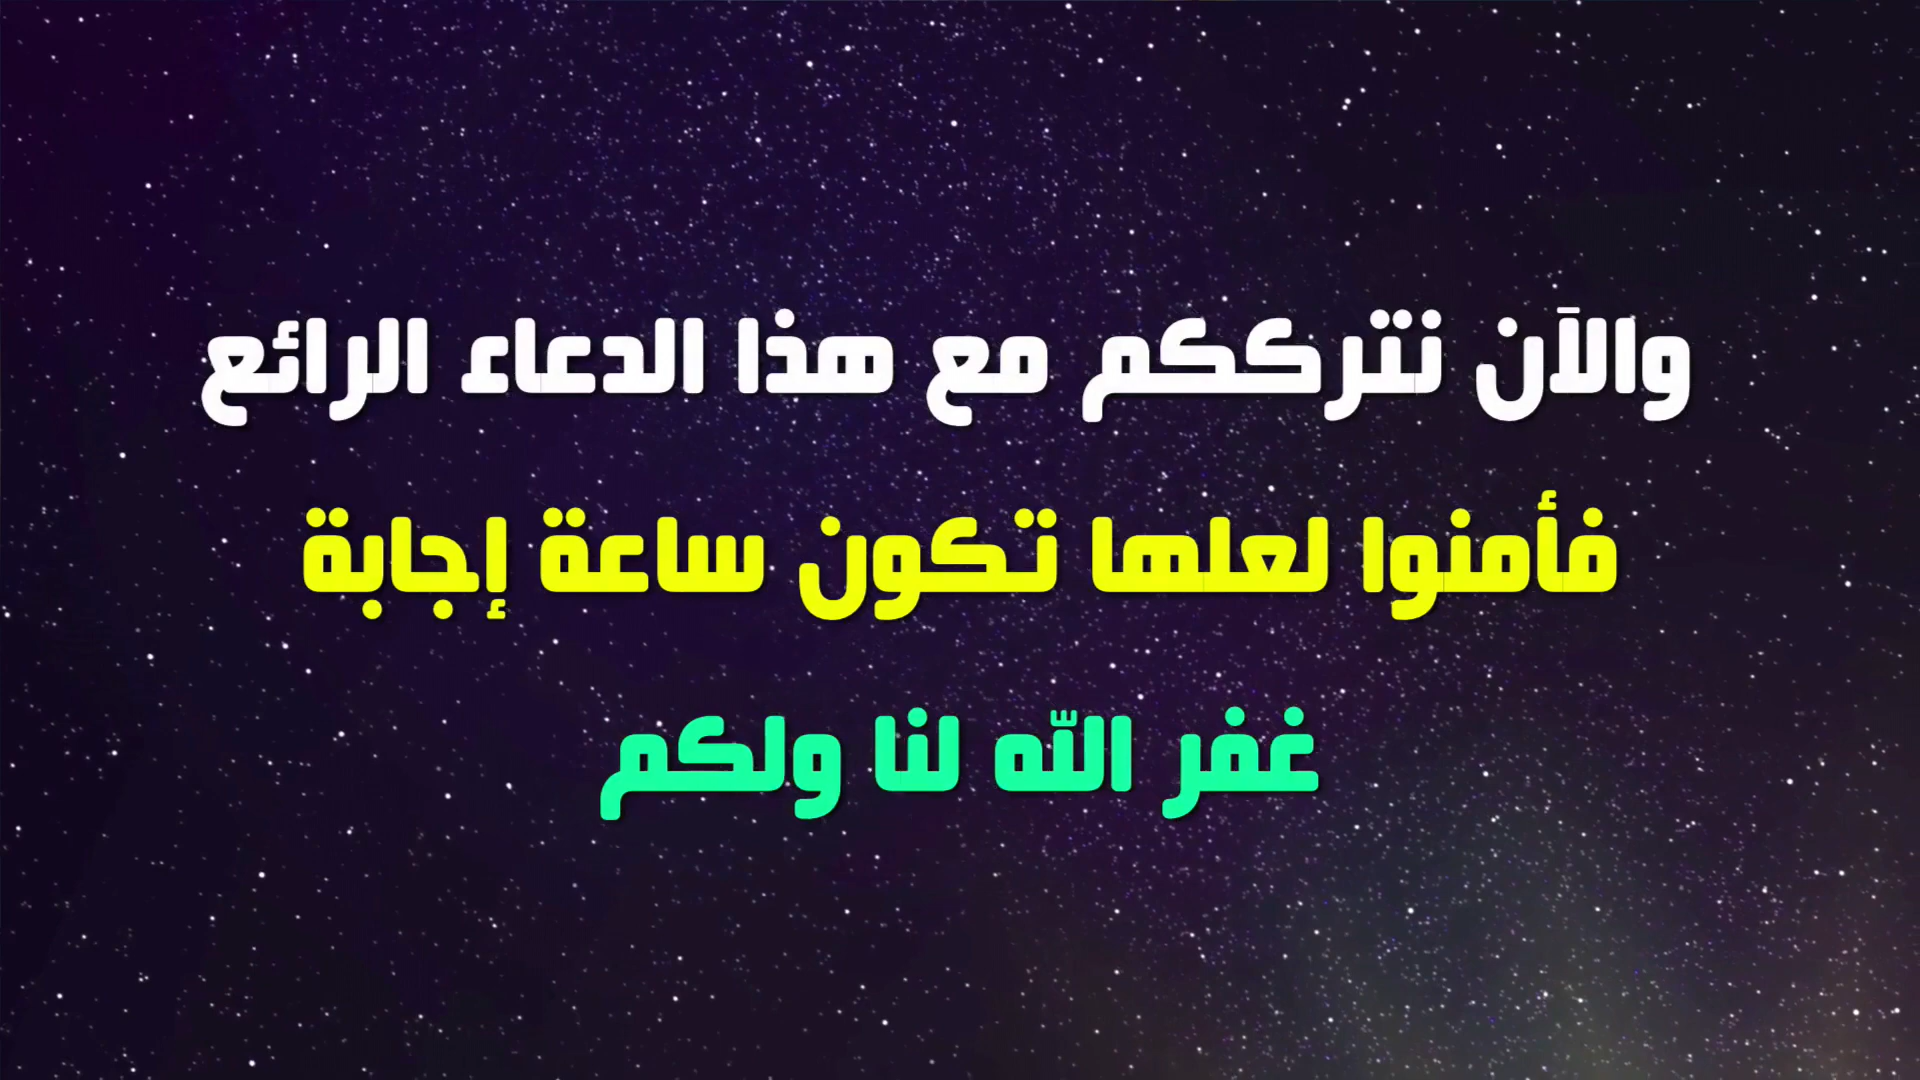 والآن نترككم مع هذا الدعاء الرائع
فأمنوا لعلها تكون ساعة إجابة
غفر الله لنا ولكم